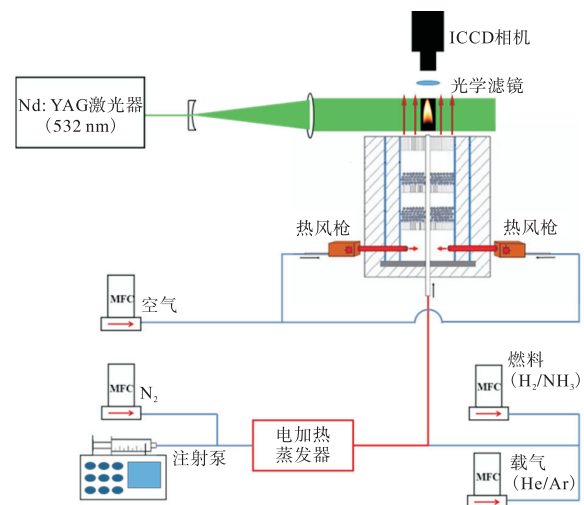 ICCD相机
光学滤镜
Nd: YAG激光器
(532 nm)
热风枪
热风枪
MFC
空气
MFC
N₂
注射泵
电加热
蒸发器
MFC
燃料
(H₂/NH₃)
MFC
载气
(He/Ar)